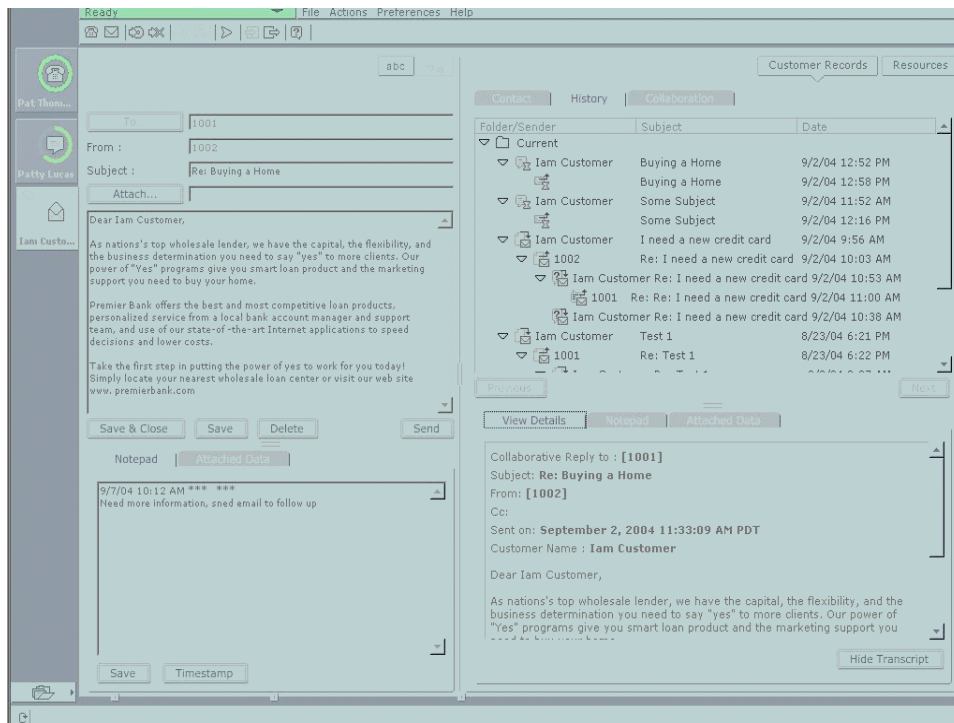 Ready
File Actions Preferences Help
abc
Customer Records Resources
Pat Thom...
Patty Lucas
Iam Custo...
To 1001
From : 1002
Subject : Re: Buying a Home
Attach...
Dear Iam Customer,
As nations's top wholesale lender, we have the capital, the flexibility, and
the business determination you need to say "yes" to more clients. Our
power of "Yes" programs give you smart loan product and the marketing
support you need to buy your home.
Premier Bank offers the best and most competitive loan products,
personalized service from a local bank account manager and support
team, and use of our state-of -the-art Internet applications to speed
decisions and lower costs.
Take the first step in putting the power of yes to work for you today!
Simply locate your nearest wholesale loan center or visit our web site
www. premierbank.com
Save & Close Save Delete Send
Notepad Attached Data
9/7/04 10:12 AM *** ***
Need more information, sned email to follow up
Save Timestamp
Contact History Collaboration
Folder/Sender Subject Date
Current
Iam Customer Buying a Home 9/2/04 12:52 PM
Buying a Home 9/2/04 12:58 PM
Iam Customer Some Subject 9/2/04 11:52 AM
Some Subject 9/2/04 12:16 PM
Iam Customer I need a new credit card 9/2/04 9:56 AM
1002 Re: I need a new credit card 9/2/04 10:03 AM
Iam Customer Re: I need a new credit card 9/2/04 10:53 AM
1001 Re: Re: I need a new credit card 9/2/04 11:00 AM
Iam Customer Re: I need a new credit card 9/2/04 10:38 AM
Iam Customer Test 1 8/23/04 6:21 PM
1001 Re: Test 1 8/23/04 6:22 PM
Previous Next
View Details Notepad Attached Data
Collaborative Reply to : [1001]
Subject: Re: Buying a Home
From: [1002]
Cc:
Sent on: September 2, 2004 11:33:09 AM PDT
Customer Name : Iam Customer
Dear Iam Customer,
As nations's top wholesale lender, we have the capital, the flexibility, and the
business determination you need to say "yes" to more clients. Our power of
"Yes" programs give you smart loan product and the marketing support you
Hide Transcript